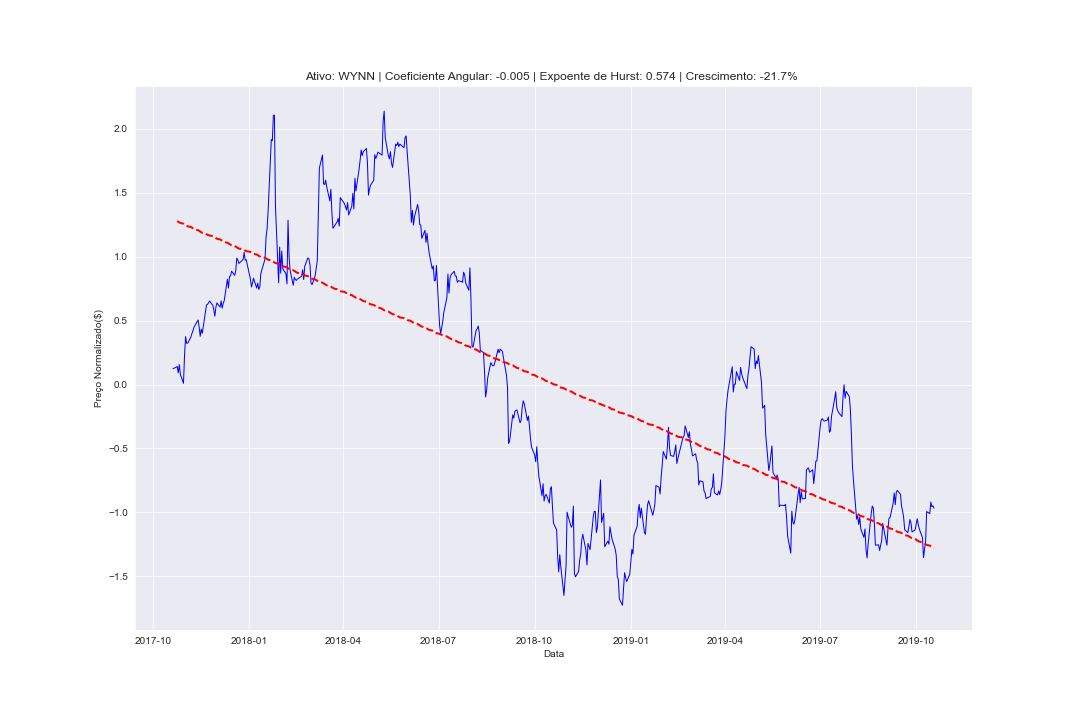 Ativo: WYNN | Coeficiente Angular: -0.005 | Expoente de Hurst: 0.574 | Crescimento: -21.7%
Preço Normalizado($)
2.0
1.5
1.0
0.5
0.0
−0.5
−1.0
−1.5
2017-10 2018-01 2018-04 2018-07 2018-10 2019-01 2019-04 2019-07 2019-10
Data